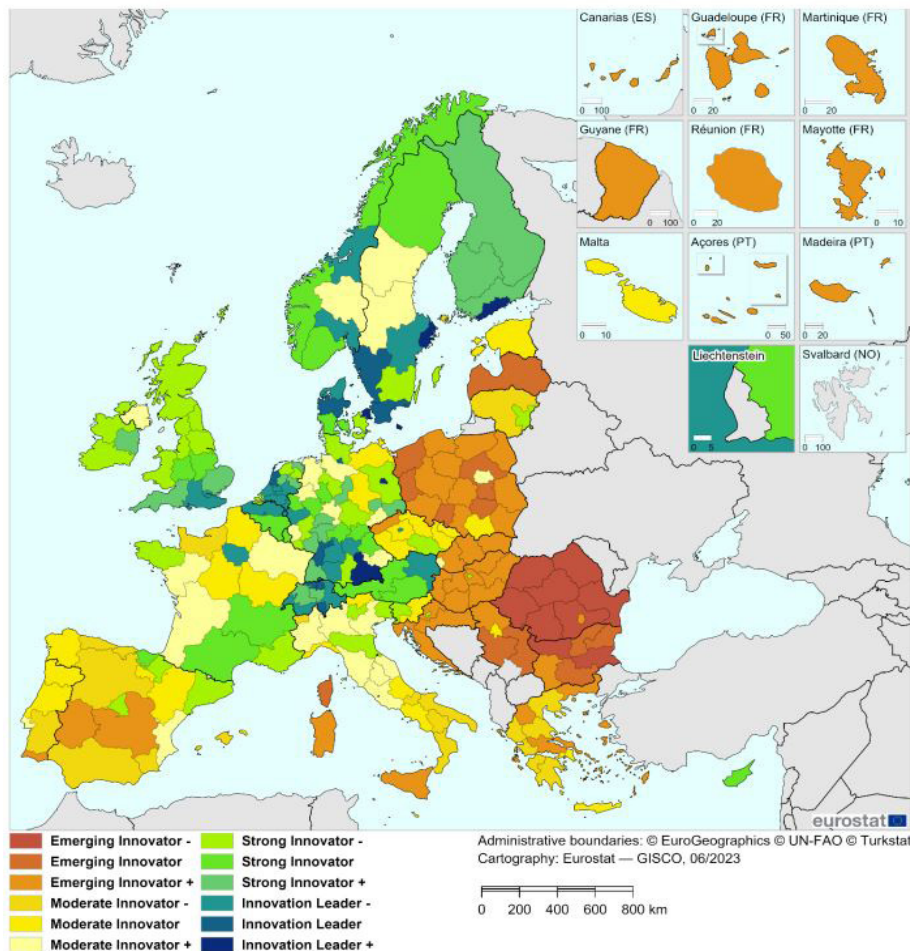 Canarias (ES)
0 100
Guadeloupe (FR)
0 20
Martinique (FR)
0 20
Guyane (FR)
0 100
Réunion (FR)
0 20
Mayotte (FR)
0 10
Malta
0 10
Açores (PT)
0 50
Madeira (PT)
0 20
Liechtenstein
0 5
Svalbard (NO)
0 100
eurostat
Emerging Innovator -
Emerging Innovator
Emerging Innovator +
Moderate Innovator -
Moderate Innovator
Moderate Innovator +
Strong Innovator -
Strong Innovator
Strong Innovator +
Innovation Leader -
Innovation Leader
Innovation Leader +
Administrative boundaries: © EuroGeographics © UN-FAO © Turkstat
Cartography: Eurostat — GISCO, 06/2023
0 200 400 600 800 km